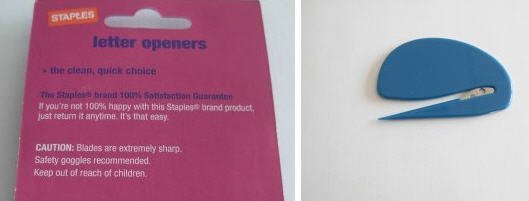 STAPLES
letter openers
• the clean, quick choice
The Staples® brand 100% Satisfaction Guarantee
If you're not 100% happy with this Staples® brand product,
just return it anytime. It's that easy.
CAUTION: Blades are extremely sharp.
Safety goggles recommended.
Keep out of reach of children.